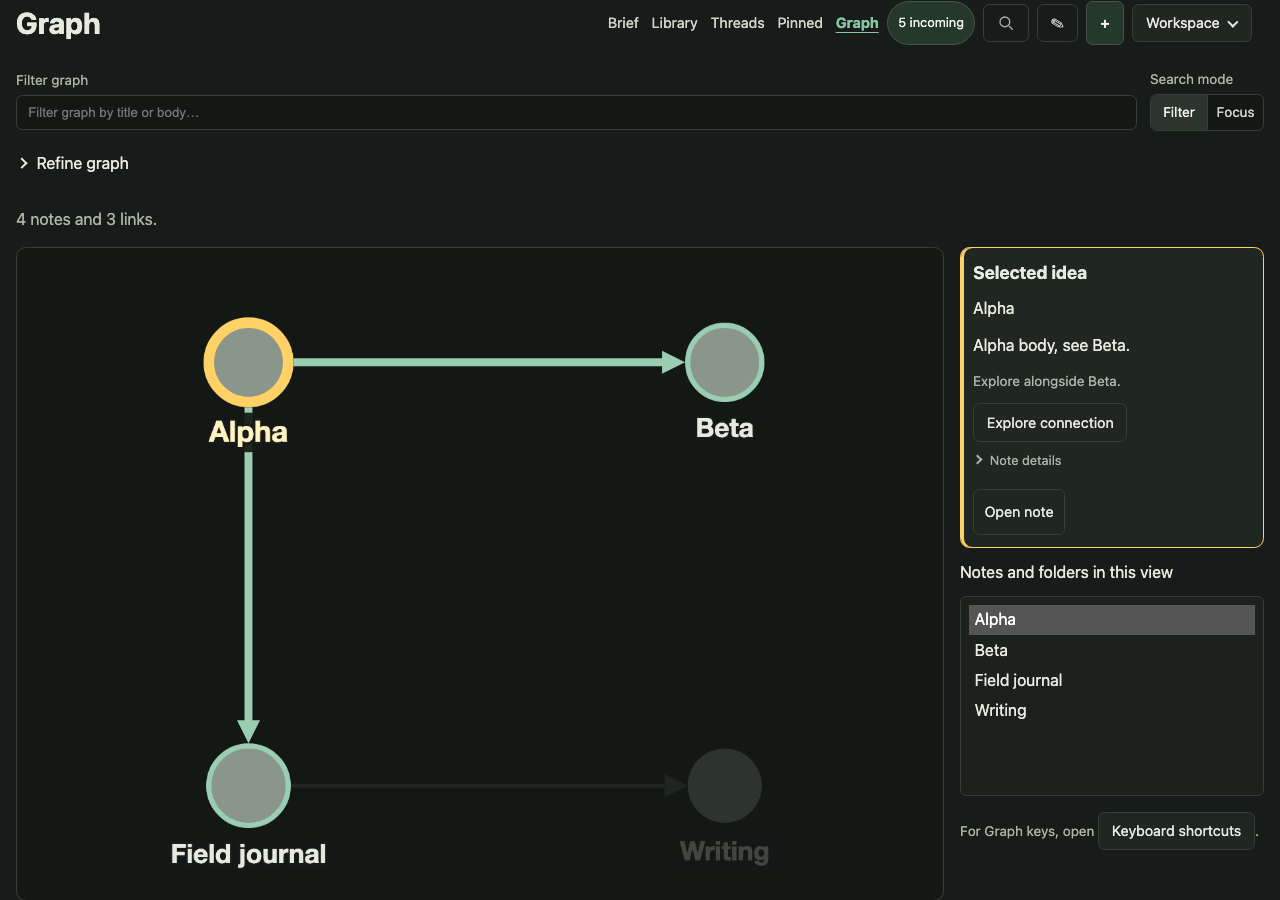 Graph
Brief Library Threads Pinned Graph 5 incoming + Workspace
Filter graph
Search mode
Filter graph by title or body…
Filter Focus
Refine graph
4 notes and 3 links.
Alpha
Beta
Field journal
Writing
Selected idea
Alpha
Alpha body, see Beta.
Explore alongside Beta.
Explore connection
Note details
Open note
Notes and folders in this view
Alpha
Beta
Field journal
Writing
For Graph keys, open Keyboard shortcuts.